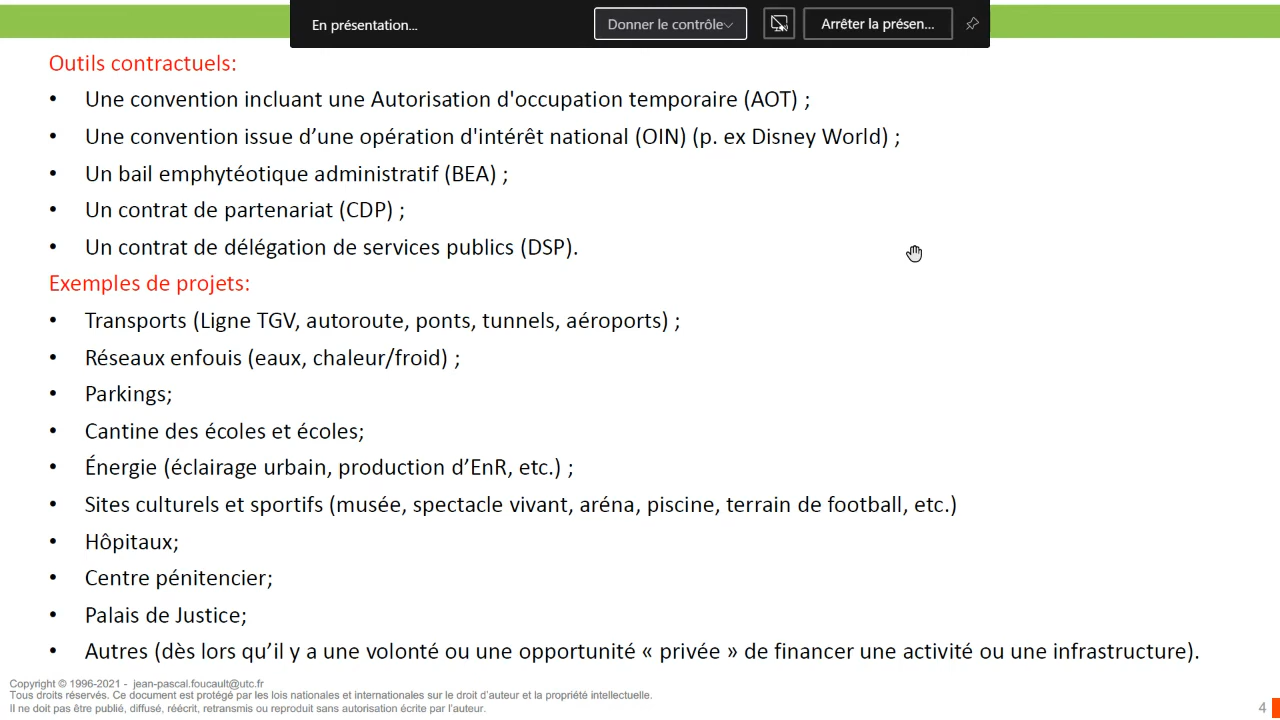 En présentation...
Donner le contrôle
Arrêter la présen...
Outils contractuels:
• Une convention incluant une Autorisation d'occupation temporaire (AOT) ;
• Une convention issue d’une opération d'intérêt national (OIN) (p. ex Disney World) ;
• Un bail emphytéotique administratif (BEA) ;
• Un contrat de partenariat (CDP) ;
• Un contrat de délégation de services publics (DSP).
Exemples de projets:
• Transports (Ligne TGV, autoroute, ponts, tunnels, aéroports) ;
• Réseaux enfouis (eaux, chaleur/froid) ;
• Parkings;
• Cantine des écoles et écoles;
• Énergie (éclairage urbain, production d’EnR, etc.) ;
• Sites culturels et sportifs (musée, spectacle vivant, aréna, piscine, terrain de football, etc.)
• Hôpitaux;
• Centre pénitencier;
• Palais de Justice;
• Autres (dès lors qu’il y a une volonté ou une opportunité « privée » de financer une activité ou une infrastructure).
Copyright © 1996-2021 - jean-pascal.foucault@utc.fr
Tous droits réservés. Ce document est protégé par les lois nationales et internationales sur le droit d'auteur et la propriété intellectuelle.
Il ne doit pas être publié, diffusé, réécrit, retransmis ou reproduit sans autorisation écrite par l'auteur.
4